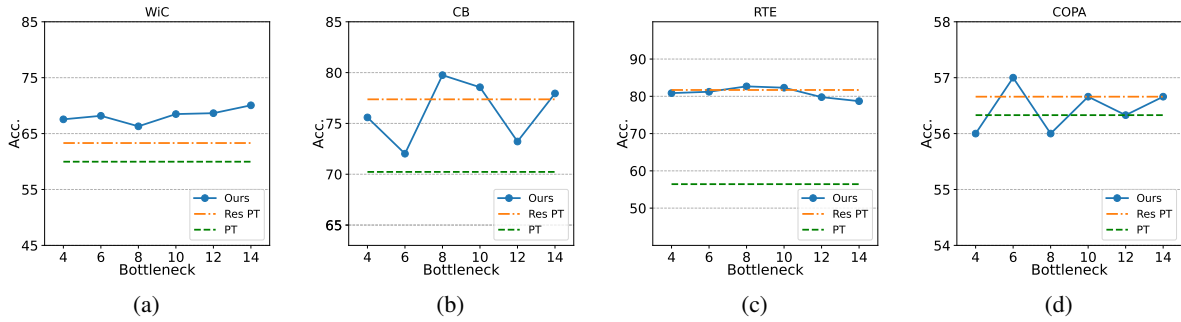 WiC
85
75
65
55
45
Acc.
4 6 8 10 12 14
Bottleneck
Ours
Res PT
PT
(a)
CB
85
80
75
70
65
Acc.
4 6 8 10 12 14
Bottleneck
Ours
Res PT
PT
(b)
RTE
90
80
70
60
50
Acc.
4 6 8 10 12 14
Bottleneck
Ours
Res PT
PT
(c)
COPA
58
57
56
55
54
Acc.
4 6 8 10 12 14
Bottleneck
Ours
Res PT
PT
(d)